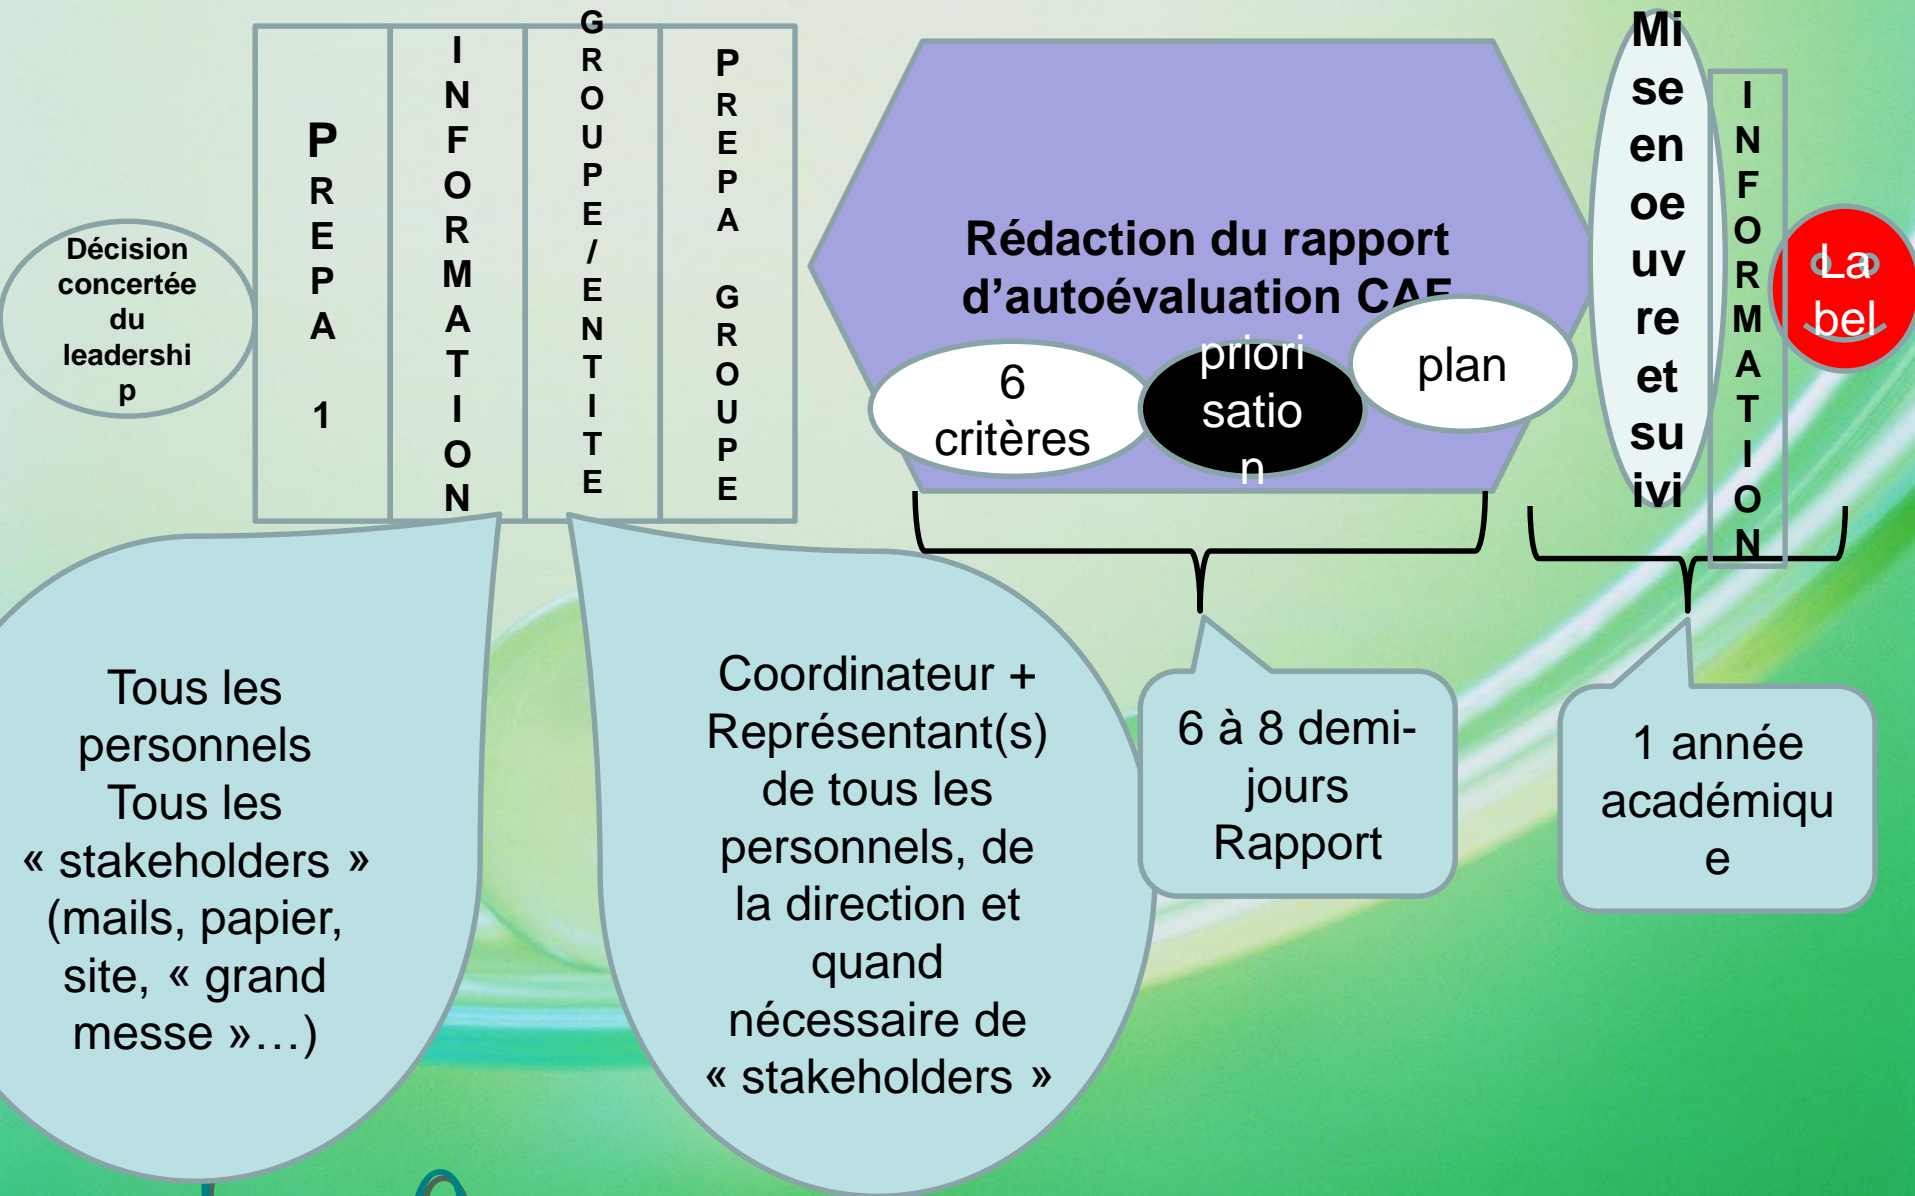 Décision
concertée
du
leadershi
p
P
R
E
P
A
1
I
N
F
O
R
M
A
T
I
O
N
G
R
O
U
P
E
/
E
N
T
I
T
E
P
R
E
P
A
G
R
O
U
P
E
Rédaction du rapport
d’autoévaluation CAF
6
critères
priori
satio
n
plan
Mi
se
en
oe
uv
re
et
su
ivi
I
N
F
O
R
M
A
T
I
O
N
La
bel
Tous les
personnels
Tous les
« stakeholders »
(mails, papier,
site, « grand
messe »…)
Coordinateur +
Représentant(s)
de tous les
personnels, de
la direction et
quand
nécessaire de
« stakeholders »
6 à 8 demi-
jours
Rapport
1 année
académiqu
e